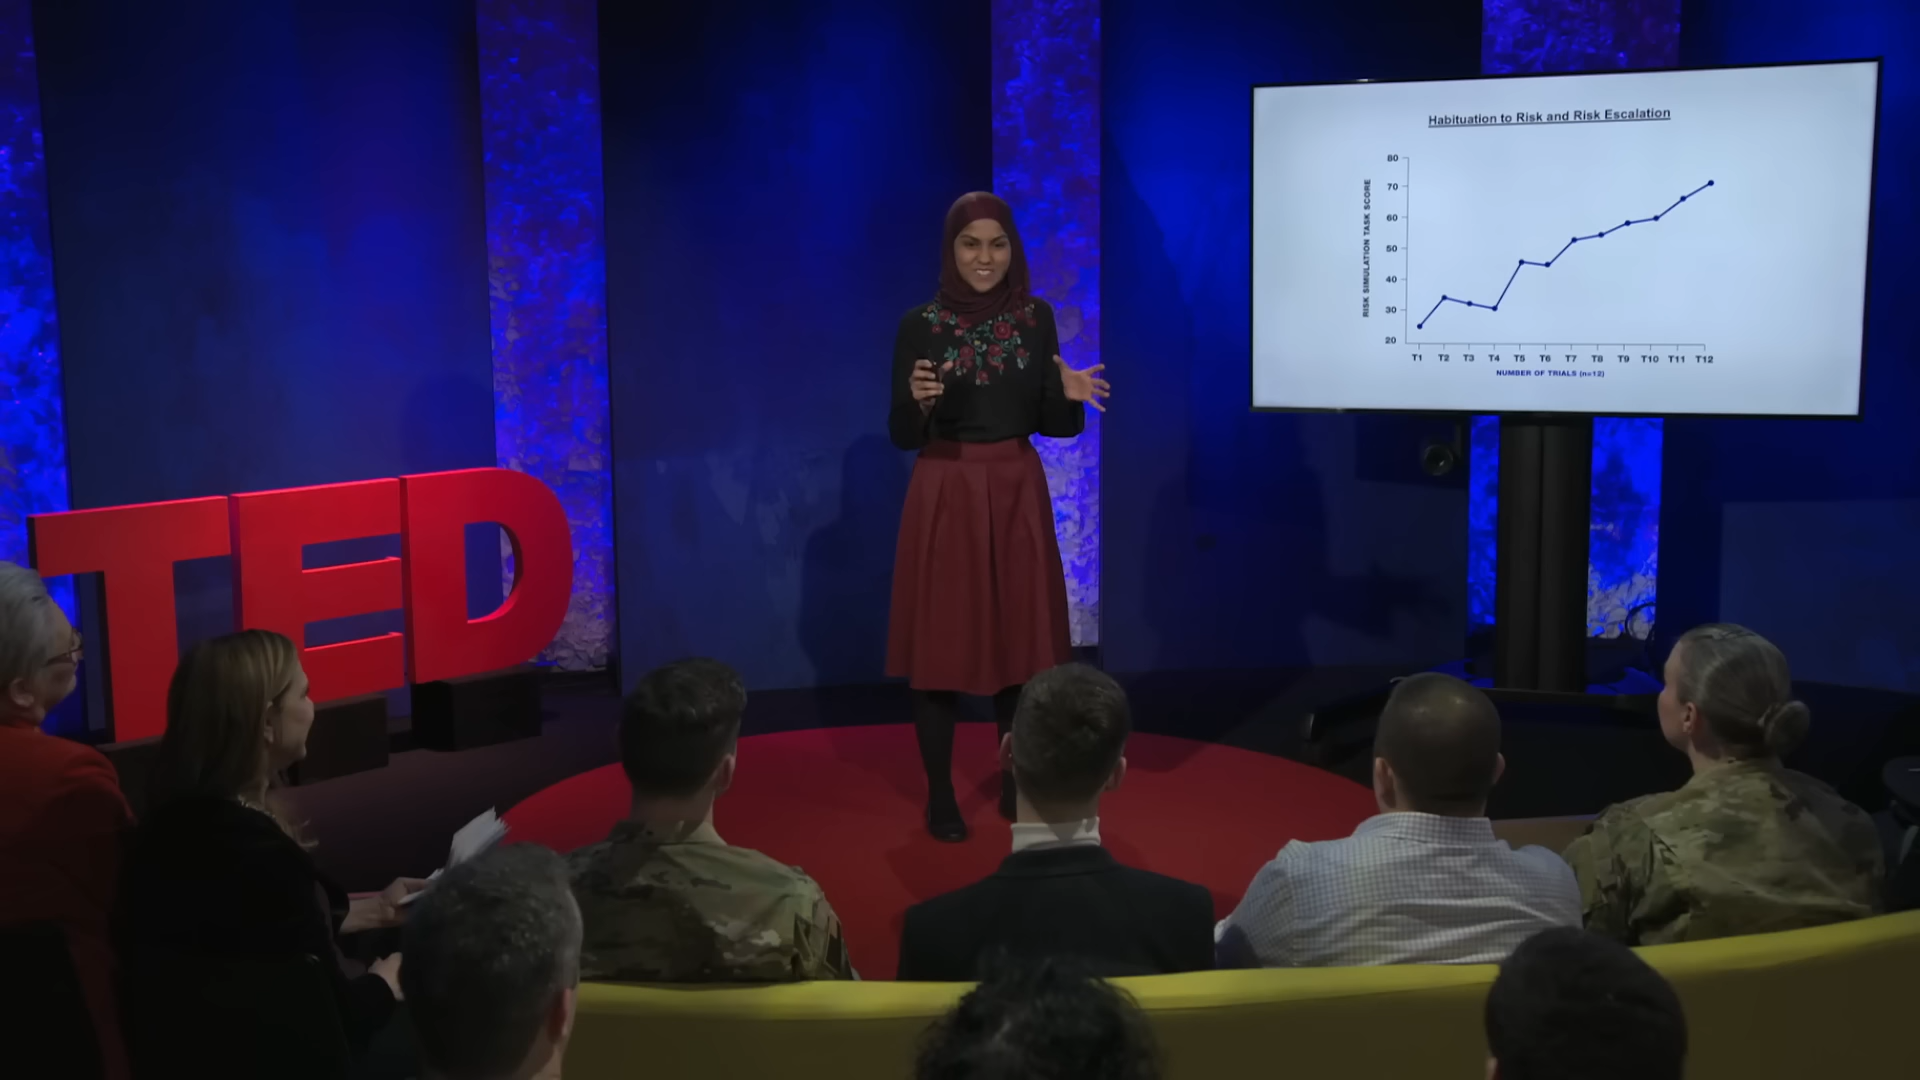 TED
Habituation to Risk and Risk Escalation
RISK SIMULATION TASK SCORE
80
70
60
50
40
30
20
T1 T2 T3 T4 T5 T6 T7 T8 T9 T10 T11 T12
NUMBER OF TRIALS (n=12)